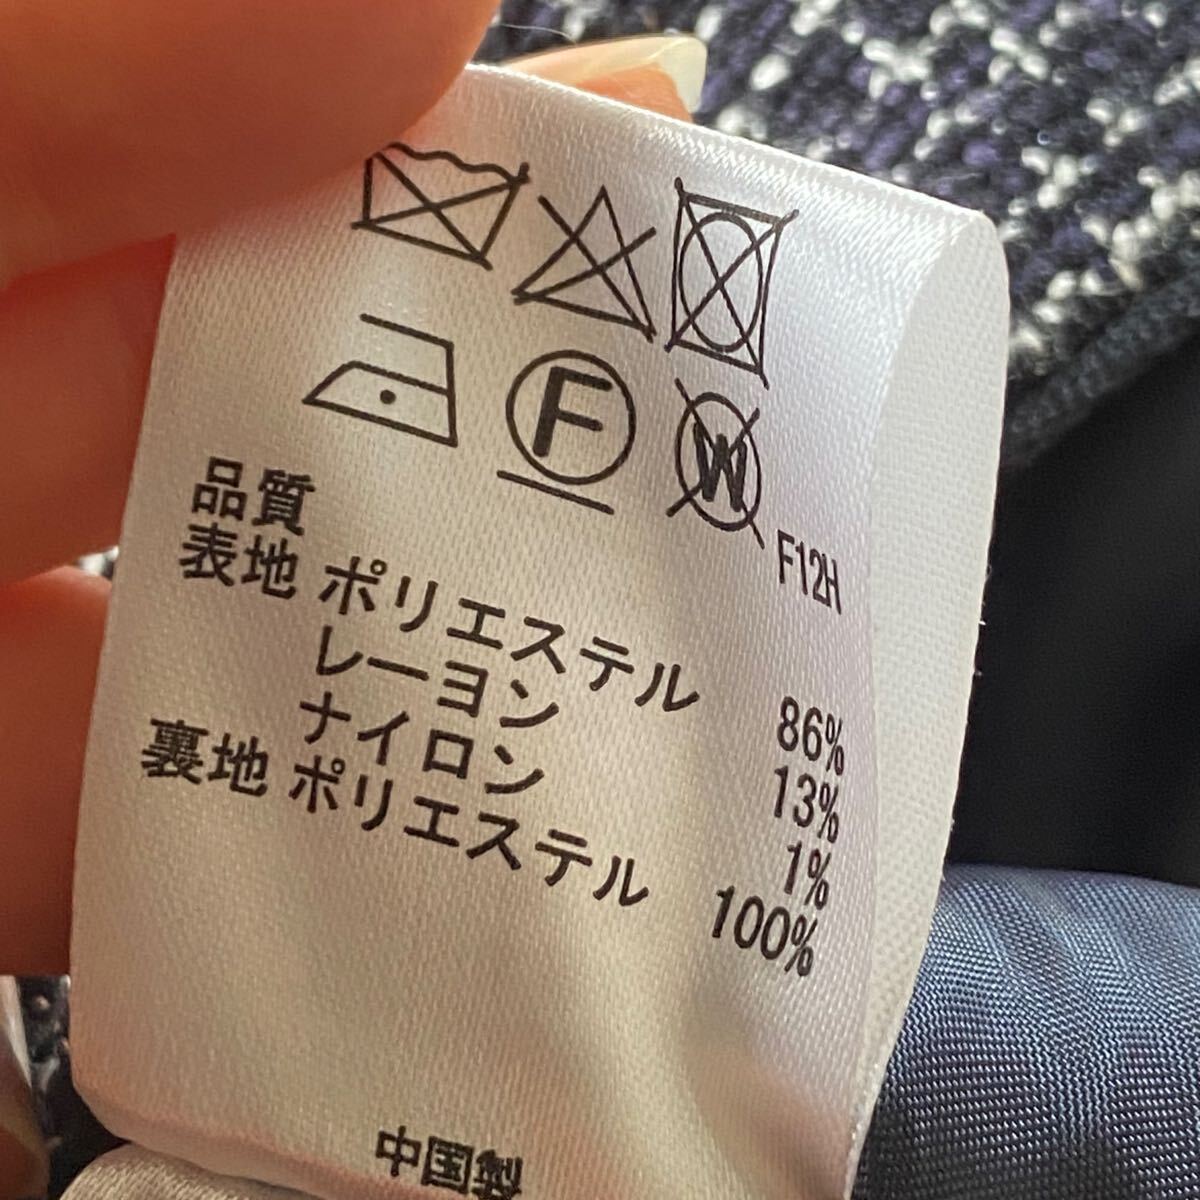 F W F12H
品質
表地 ポリエステル 86%
レーヨン 13%
ナイロン 1%
裏地 ポリエステル 100%
中国製